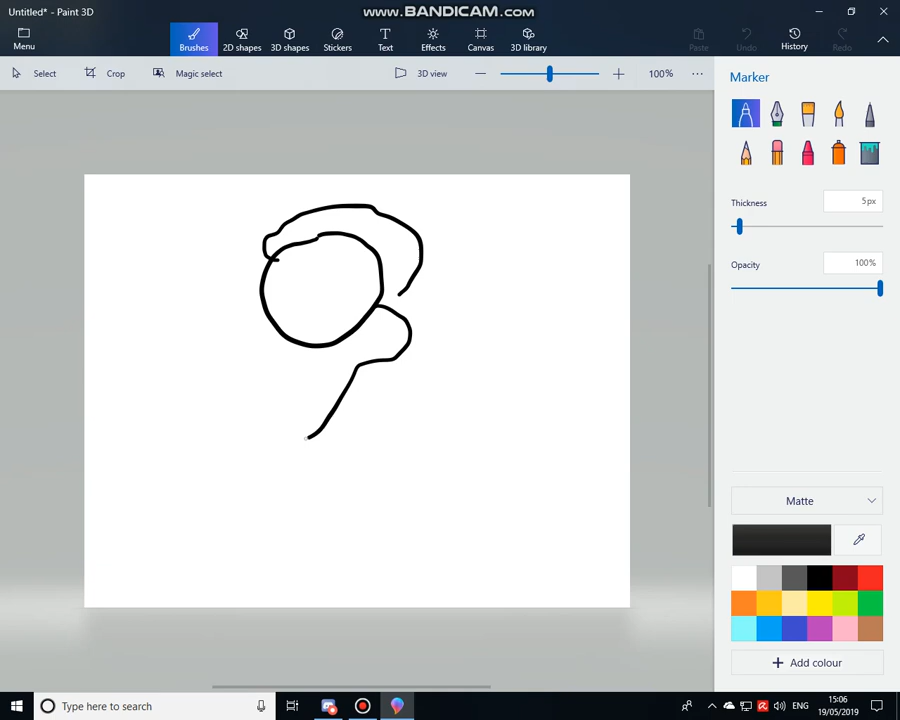 Untitled* - Paint 3D
www.BANDICAM.com
Menu
Brushes
2D shapes
3D shapes
Stickers
Text
Effects
Canvas
3D library
Paste
Undo
History
Redo
Select
Crop
Magic select
3D view
100%
Marker
Thickness
5px
Opacity
100%
Matte
Add colour
Type here to search
ENG
15:06
19/05/2019